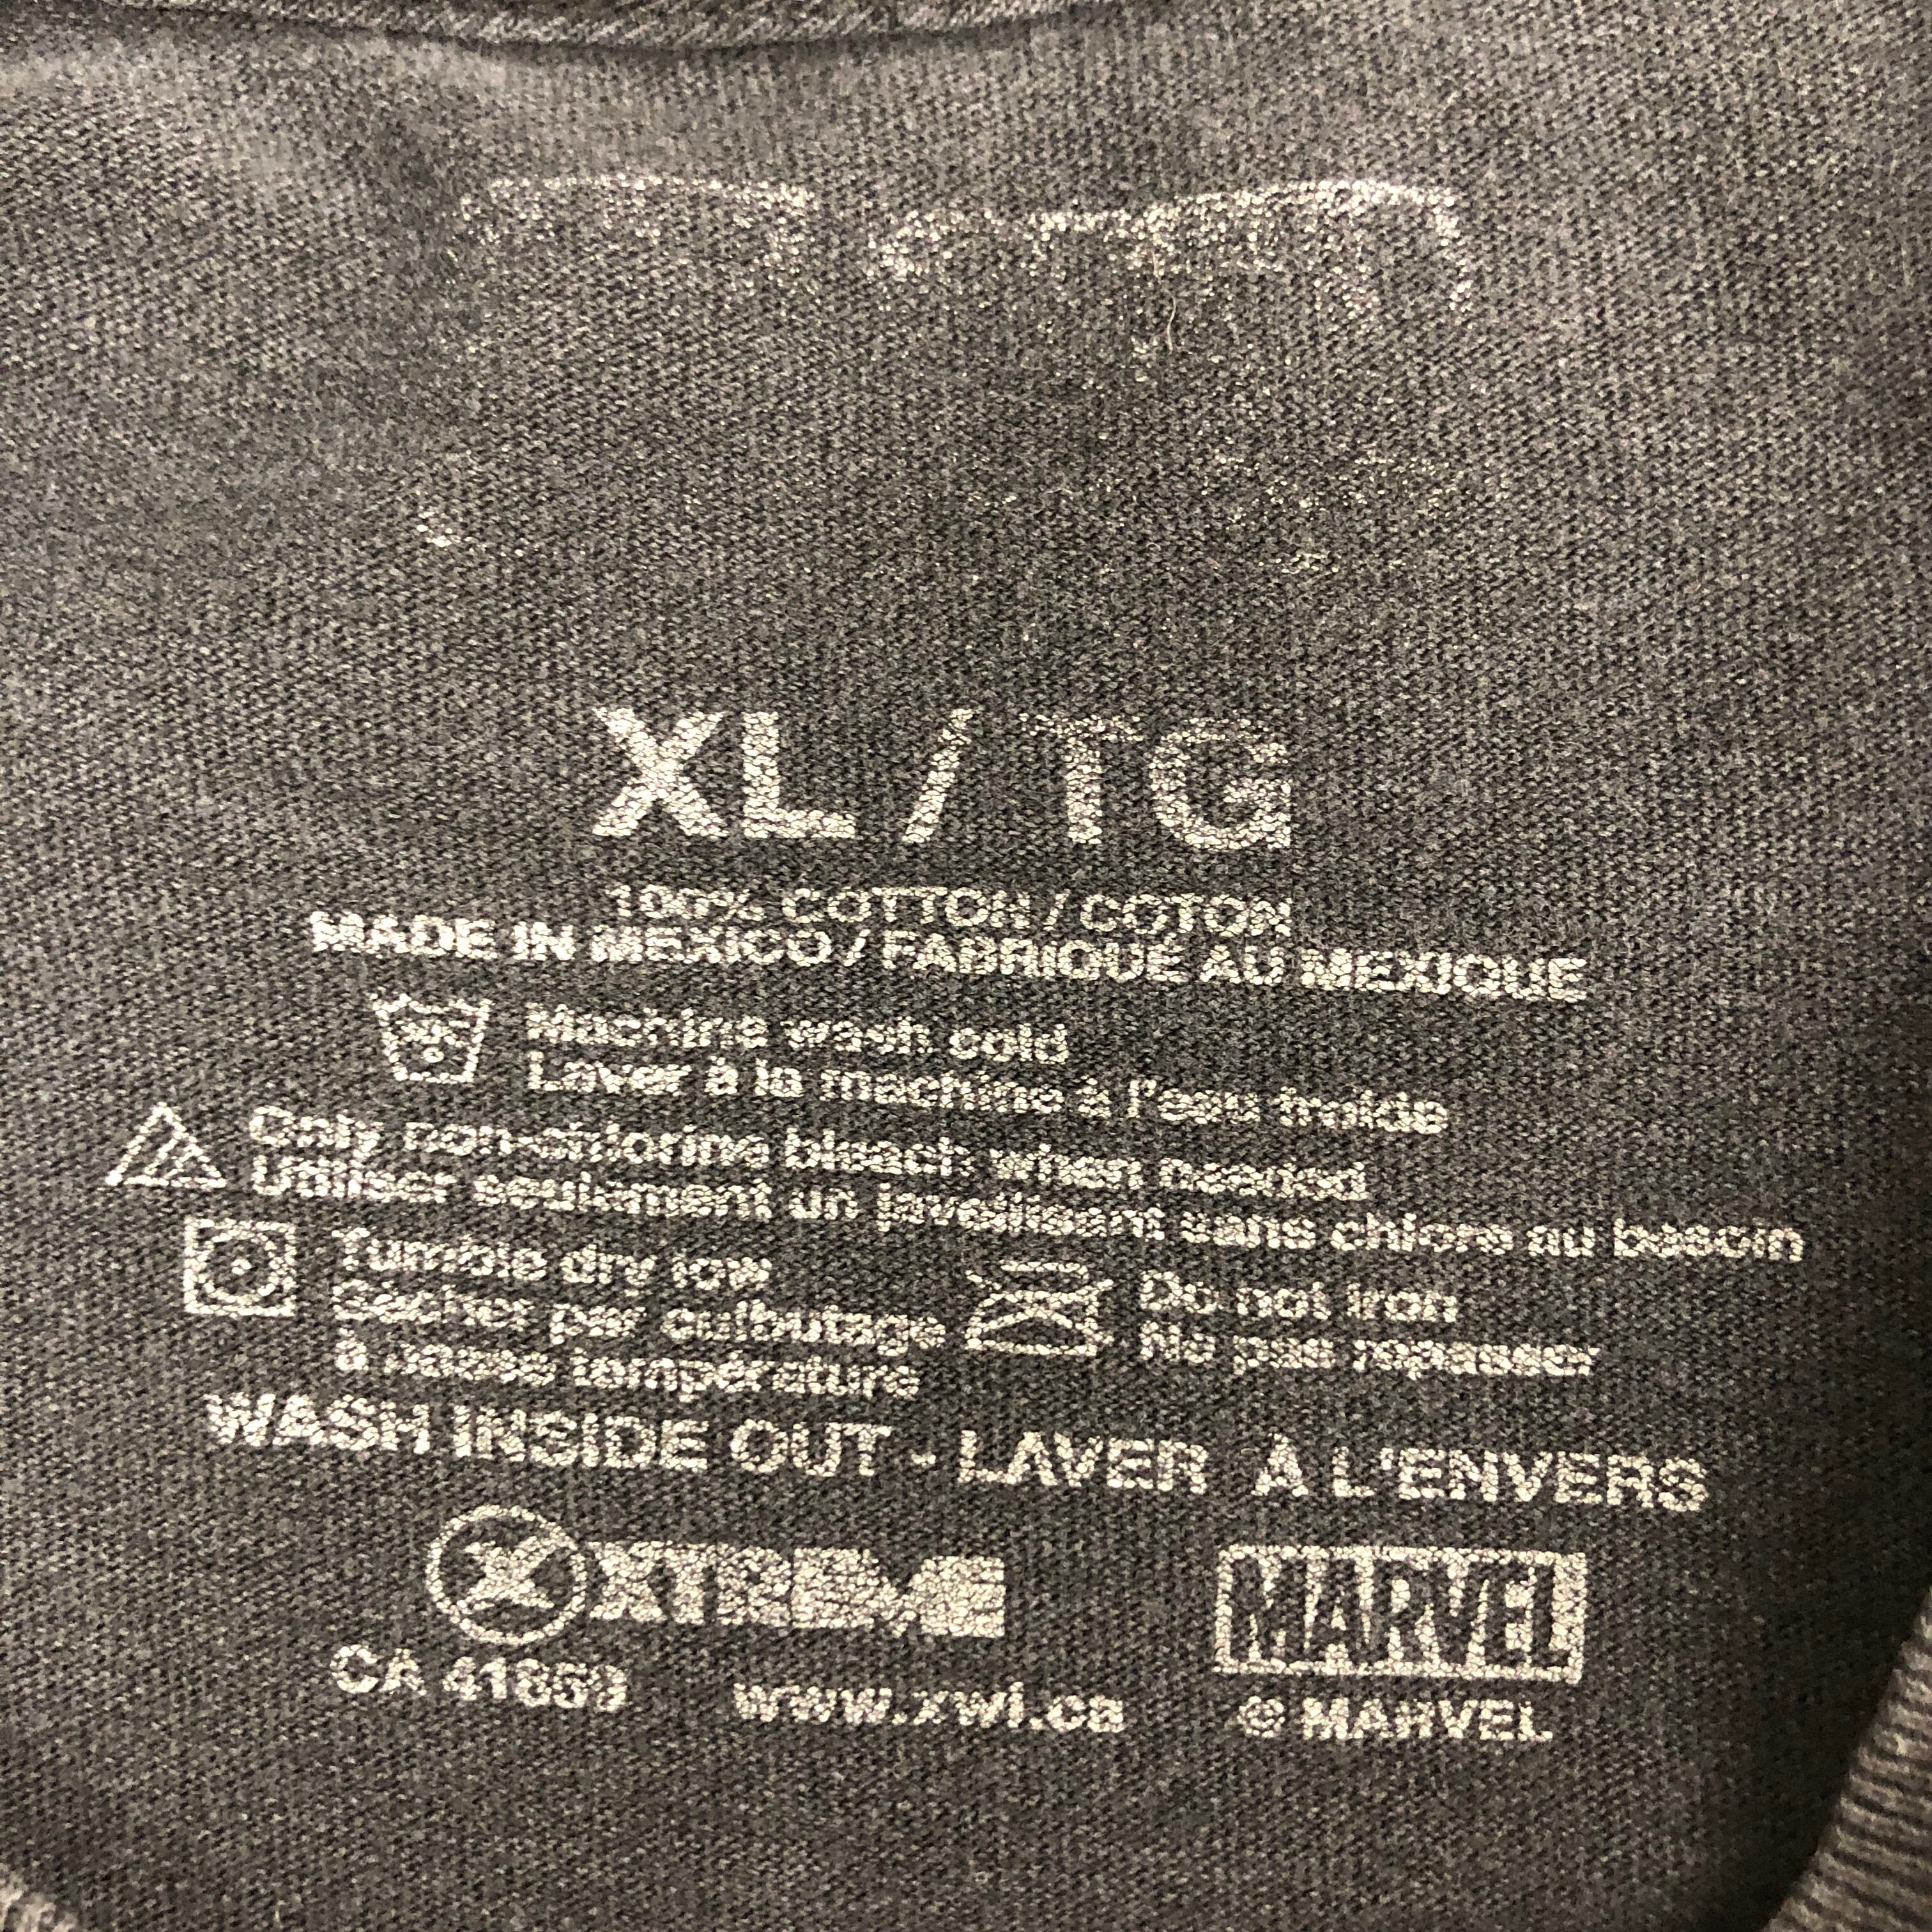 XL / TG
100% COTTON / COTON
MADE IN MEXICO / FABRIQUÉ AU MEXIQUE
Machine wash cold
Laver à la machine à l'eau froide
Only non-chlorine bleach when needed
Utiliser seulement un javellisant sans chlore au besoin
Tumble dry low
Sécher par culbutage
à basse température
Do not iron
Ne pas repasser
WASH INSIDE OUT - LAVER À L'ENVERS
X XTREME
MARVEL
CA 41853 www.xwi.ca © MARVEL